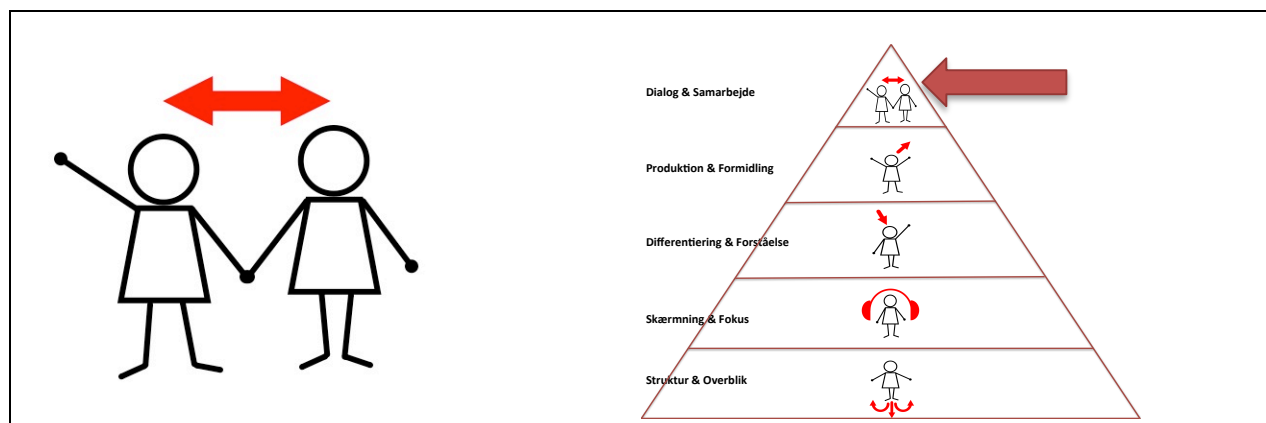 Dialog & Samarbejde
Produktion & Formidling
Differentiering & Forståelse
Skærmning & Fokus
Struktur & Overblik